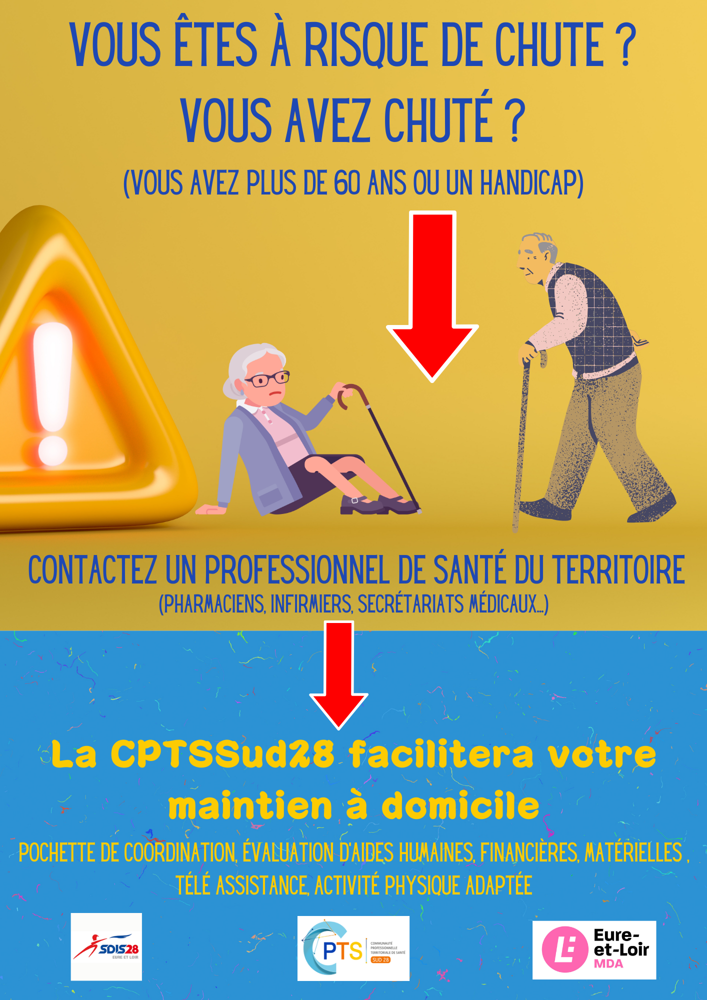 VOUS ÊTES À RISQUE DE CHUTE ?
VOUS AVEZ CHUTÉ ?
(VOUS AVEZ PLUS DE 60 ANS OU UN HANDICAP)
CONTACTEZ UN PROFESSIONNEL DE SANTÉ DU TERRITOIRE
(PHARMACIENS, INFIRMIERS, SECRÉTARIATS MÉDICAUX...)
La CPTSSud28 facilitera votre
maintien à domicile
POCHETTE DE COORDINATION, ÉVALUATION D'AIDES HUMAINES, FINANCIÈRES, MATÉRIELLES ,
TÉLÉ ASSISTANCE, ACTIVITÉ PHYSIQUE ADAPTÉE
SDIS28
EURE ET LOIR
CPTS
COMMUNAUTÉ
PROFESSIONNELLE
TERRITORIALE DE SANTÉ
SUD 28
Eure-
et-Loir
MDA